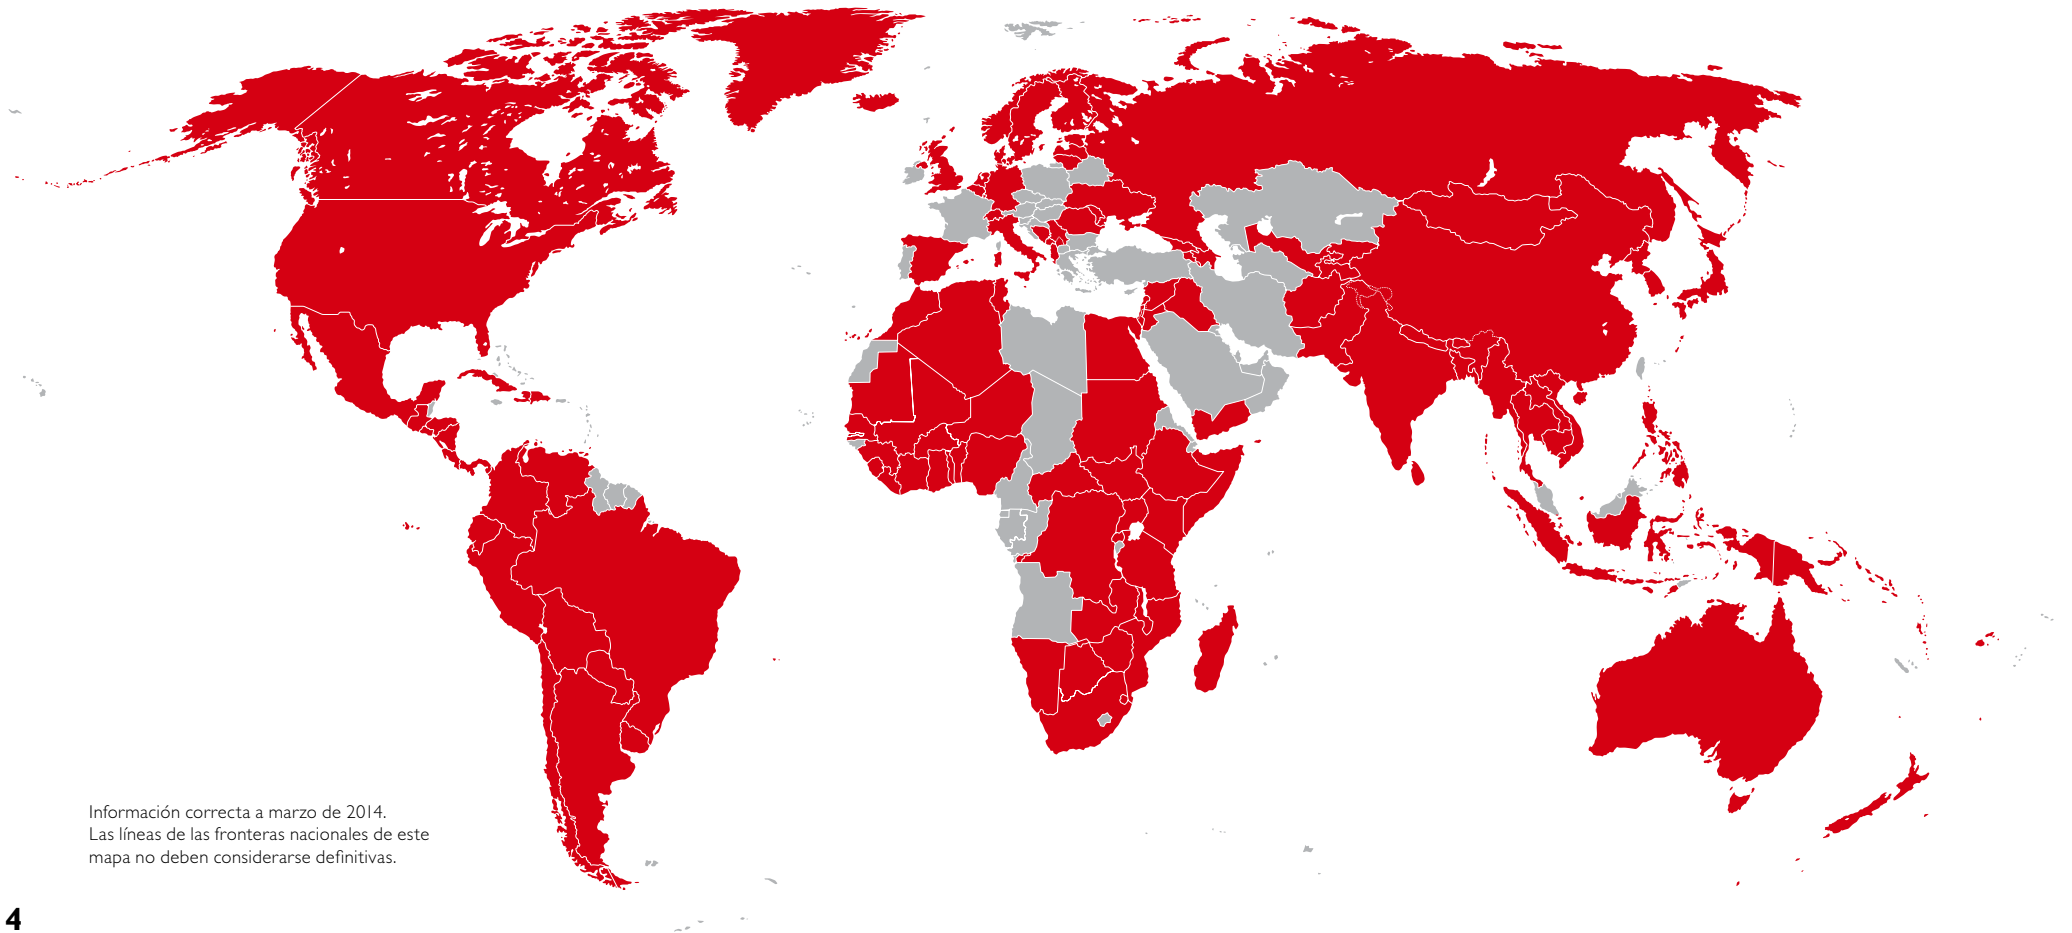 Información correcta a marzo de 2014.
Las líneas de las fronteras nacionales de este
mapa no deben considerarse definitivas.
4